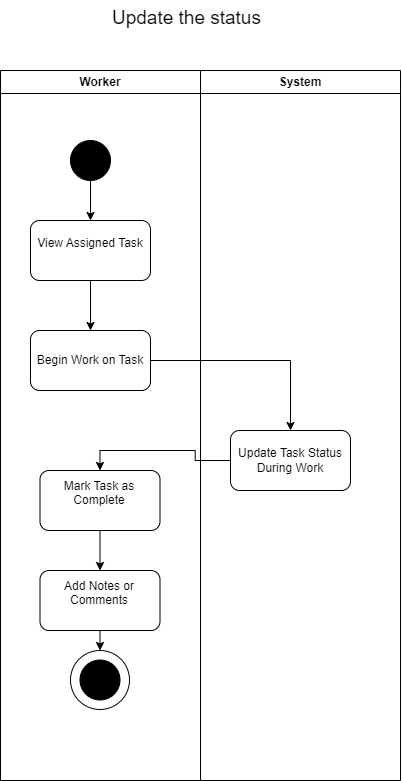 Update the status
Worker
System
View Assigned Task
Begin Work on Task
Update Task Status
During Work
Mark Task as
Complete
Add Notes or
Comments